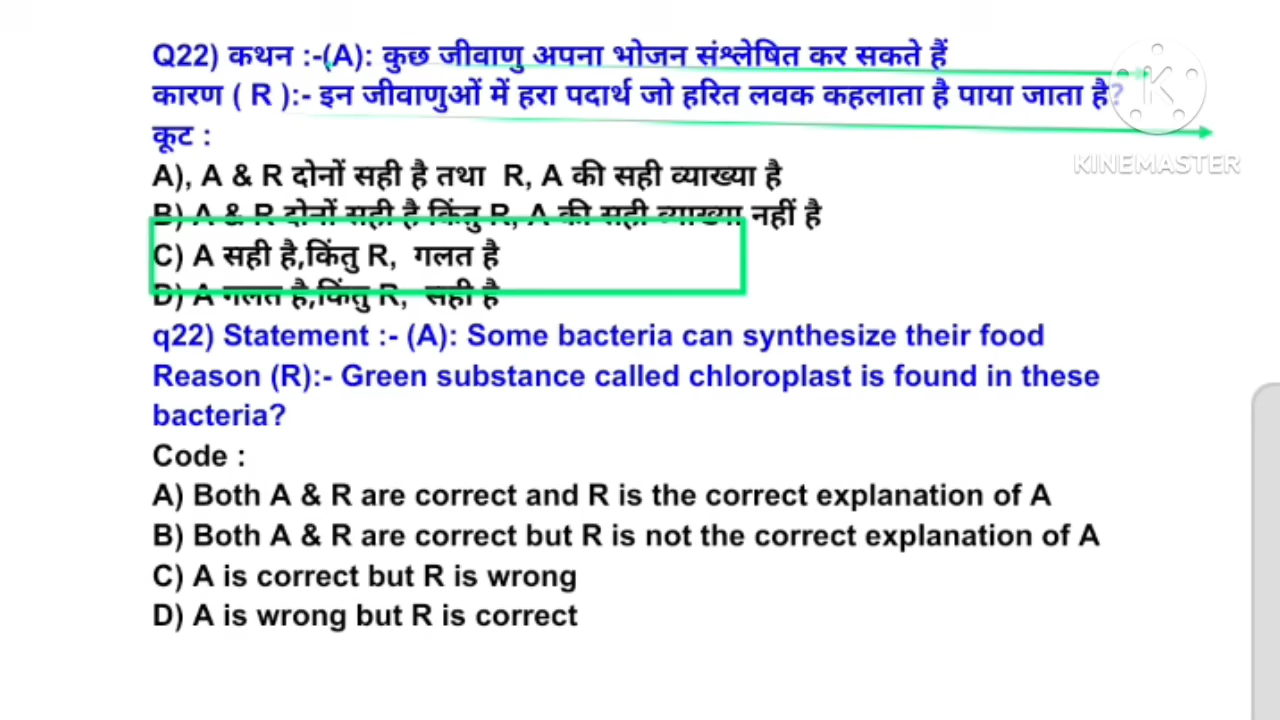 Q22) कथन :-(A): कुछ जीवाणु अपना भोजन संश्लेषित कर सकते हैं
कारण ( R ):- इन जीवाणुओं में हरा पदार्थ जो हरित लवक कहलाता है पाया जाता है?
कूट :
A), A & R दोनों सही है तथा R, A की सही व्याख्या है
B) A & R दोनों सही है किंतु R, A की सही व्याख्या नहीं है
C) A सही है,किंतु R, गलत है
D) A गलत है,किंतु R, सही है
q22) Statement :- (A): Some bacteria can synthesize their food
Reason (R):- Green substance called chloroplast is found in these
bacteria?
Code :
A) Both A & R are correct and R is the correct explanation of A
B) Both A & R are correct but R is not the correct explanation of A
C) A is correct but R is wrong
D) A is wrong but R is correct
K
KINEMASTER